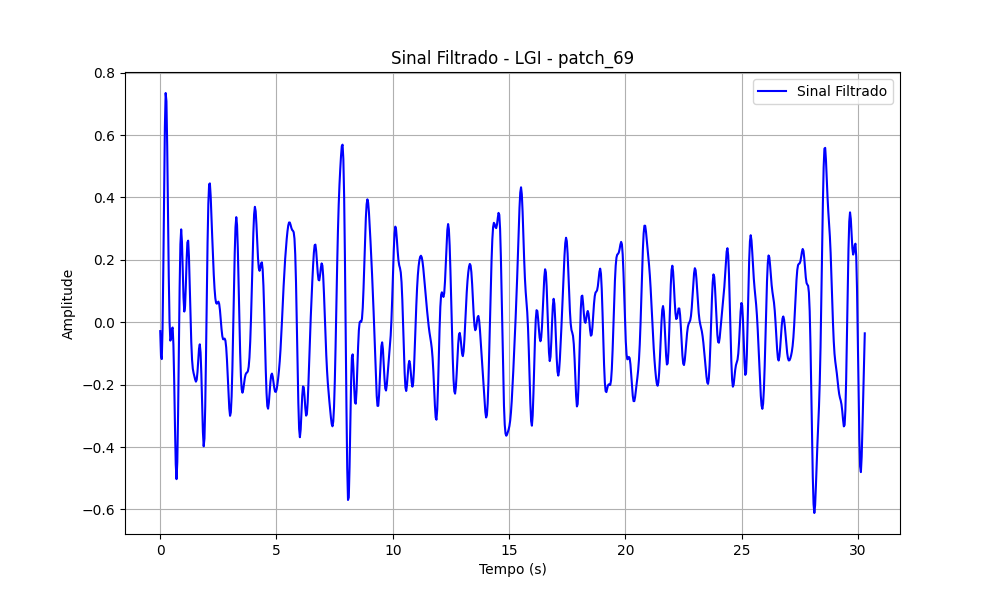 Sinal Filtrado - LGI - patch_69
Sinal Filtrado
Amplitude
0.8
0.6
0.4
0.2
0.0
−0.2
−0.4
−0.6
0 5 10 15 20 25 30
Tempo (s)